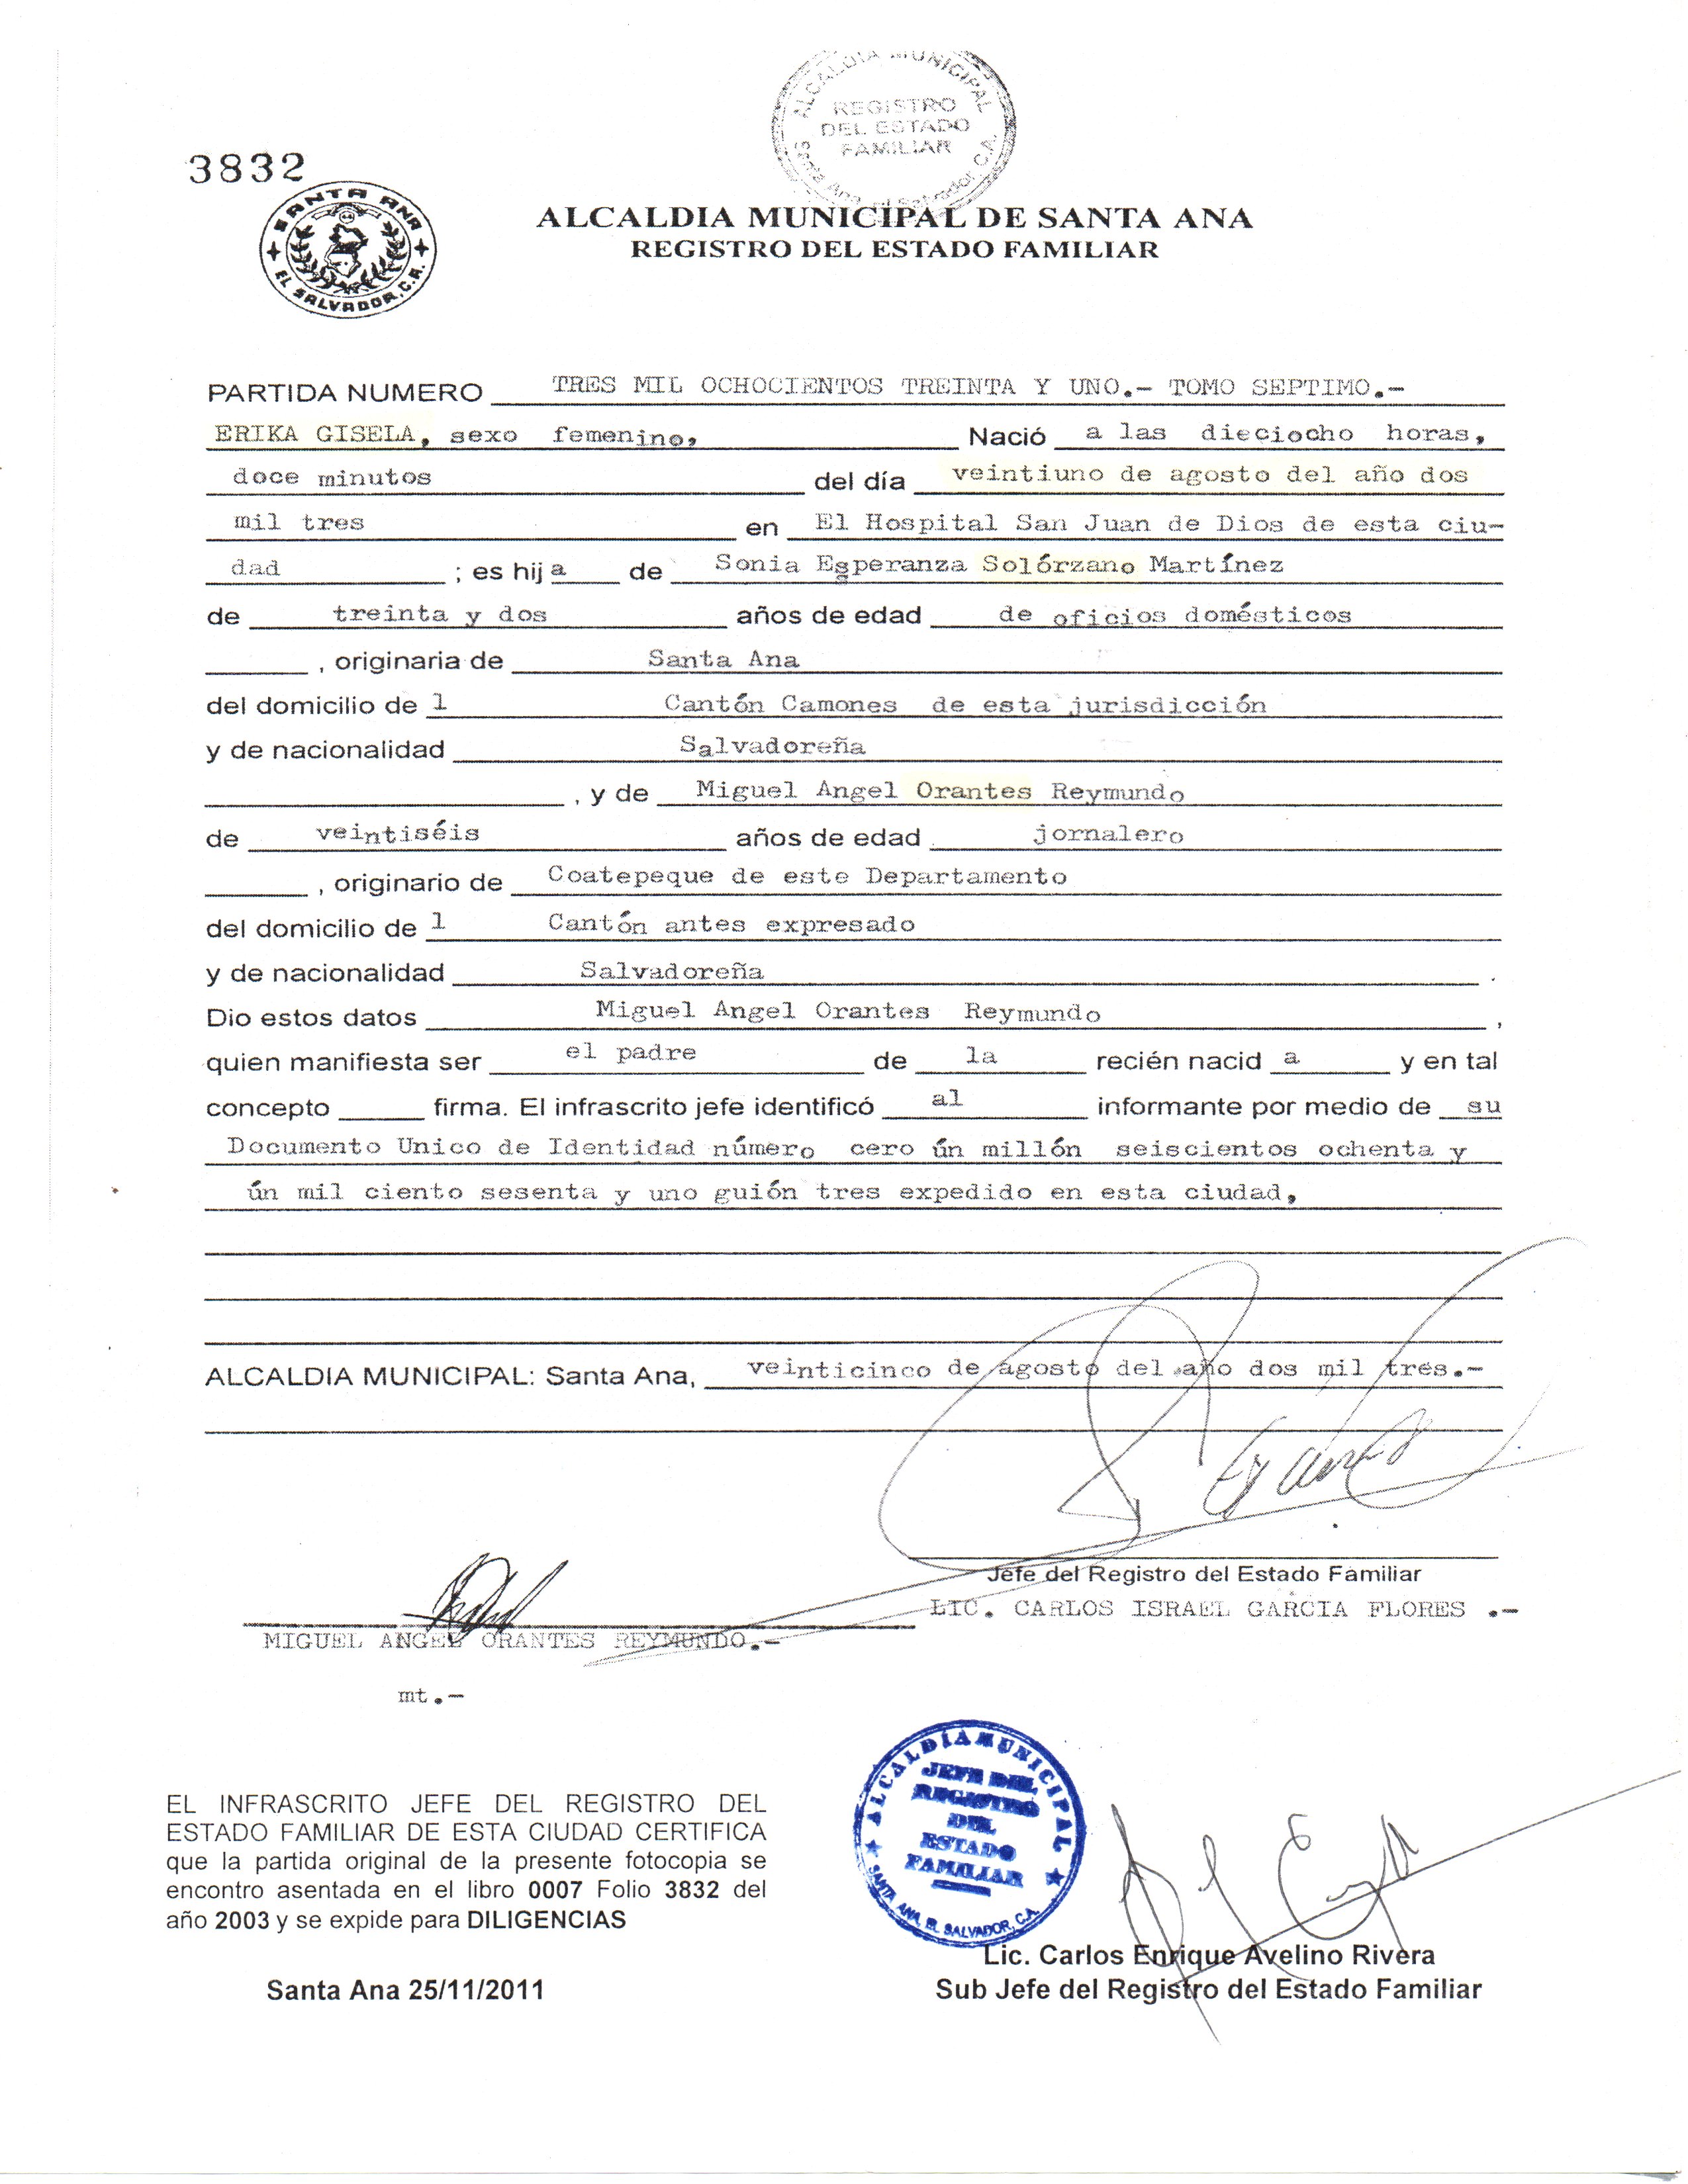 ALCALDIA MUNICIPAL
REGISTRO
DEL ESTADO
FAMILIAR
Santa Ana, El Salvador, C.A.
3832
SANTA ANA
EL SALVADOR, C.A.
ALCALDIA MUNICIPAL DE SANTA ANA
REGISTRO DEL ESTADO FAMILIAR
PARTIDA NUMERO TRES MIL OCHOCIENTOS TREINTA Y UNO.- TOMO SEPTIMO.-
ERIKA GISELA, sexo femenino, Nació a las dieciocho horas,
doce minutos del día veintiuno de agosto del año dos
mil tres en El Hospital San Juan de Dios de esta ciu-
dad ; es hij a de Sonia Esperanza Solórzano Martínez
de treinta y dos años de edad de oficios domésticos
, originaria de Santa Ana
del domicilio de l Cantón Camones de esta jurisdicción
y de nacionalidad Salvadoreña
, y de Miguel Angel Orantes Reymundo
de veintiséis años de edad jornalero
, originario de Coatepeque de este Departamento
del domicilio de l Cantón antes expresado
y de nacionalidad Salvadoreña .
Dio estos datos Miguel Angel Orantes Reymundo ,
quien manifiesta ser el padre de la recién nacid a y en tal
concepto firma. El infrascrito jefe identificó al informante por medio de su
Documento Unico de Identidad número cero ún millón seiscientos ochenta y
ún mil ciento sesenta y uno guión tres expedido en esta ciudad,
ALCALDIA MUNICIPAL: Santa Ana, veinticinco de agosto del año dos mil tres.-
Jefe del Registro del Estado Familiar
LIC. CARLOS ISRAEL GARCIA FLORES .-
MIGUEL ANGEL ORANTES REYMUNDO.-
mt.-
EL INFRASCRITO JEFE DEL REGISTRO DEL
ESTADO FAMILIAR DE ESTA CIUDAD CERTIFICA
que la partida original de la presente fotocopia se
encontro asentada en el libro 0007 Folio 3832 del
año 2003 y se expide para DILIGENCIAS
Santa Ana 25/11/2011
ALCALDÍA MUNICIPAL
JEFE DEL
REGISTRO
DEL
ESTADO
FAMILIAR
SANTA ANA, EL SALVADOR, C.A.
Lic. Carlos Enrique Avelino Rivera
Sub Jefe del Registro del Estado Familiar